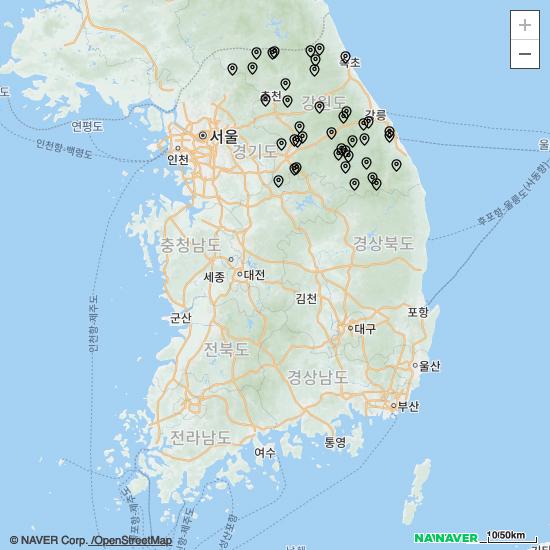 +
−
속초
춘천
강원도
강릉
연평도
서울
인천항-백령도
인천
경기도
울
후포항-울릉도(사동항)
충청남도
경상북도
세종
대전
김천
군산
포항
인천항-제주도
대구
전라북도
울산
경상남도
부산
전라남도
통영
여수
© NAVER Corp. /OpenStreetMap
NAVER
10/50km